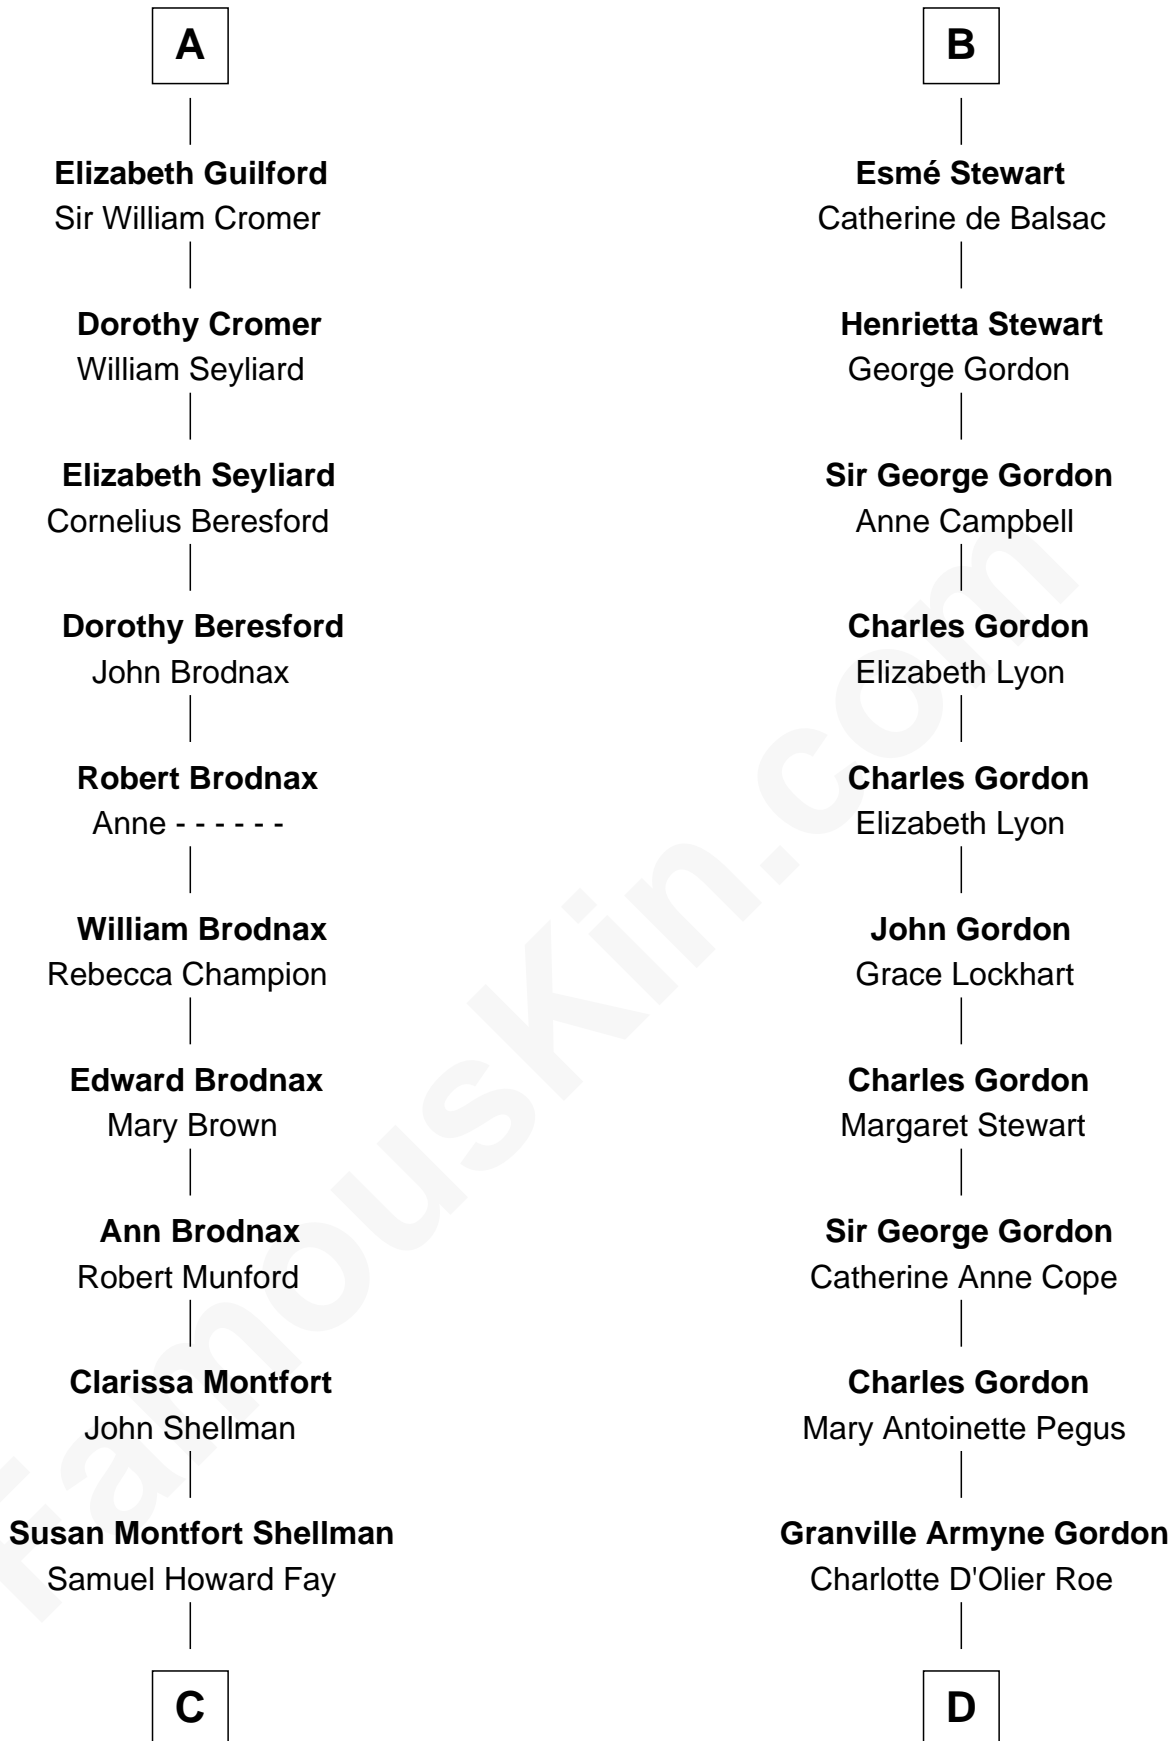 A
Elizabeth Guilford
Sir William Cromer
Dorothy Cromer
William Seyliard
Elizabeth Seyliard
Cornelius Beresford
Dorothy Beresford
John Brodnax
Robert Brodnax
Anne - - - - - -
William Brodnax
Rebecca Champion
Edward Brodnax
Mary Brown
Ann Brodnax
Robert Munford
Clarissa Montfort
John Shellman
Susan Montfort Shellman
Samuel Howard Fay
C
B
Esmé Stewart
Catherine de Balsac
Henrietta Stewart
George Gordon
Sir George Gordon
Anne Campbell
Charles Gordon
Elizabeth Lyon
Charles Gordon
Elizabeth Lyon
John Gordon
Grace Lockhart
Charles Gordon
Margaret Stewart
Sir George Gordon
Catherine Anne Cope
Charles Gordon
Mary Antoinette Pegus
Granville Armyne Gordon
Charlotte D'Olier Roe
D
FamousKin.com